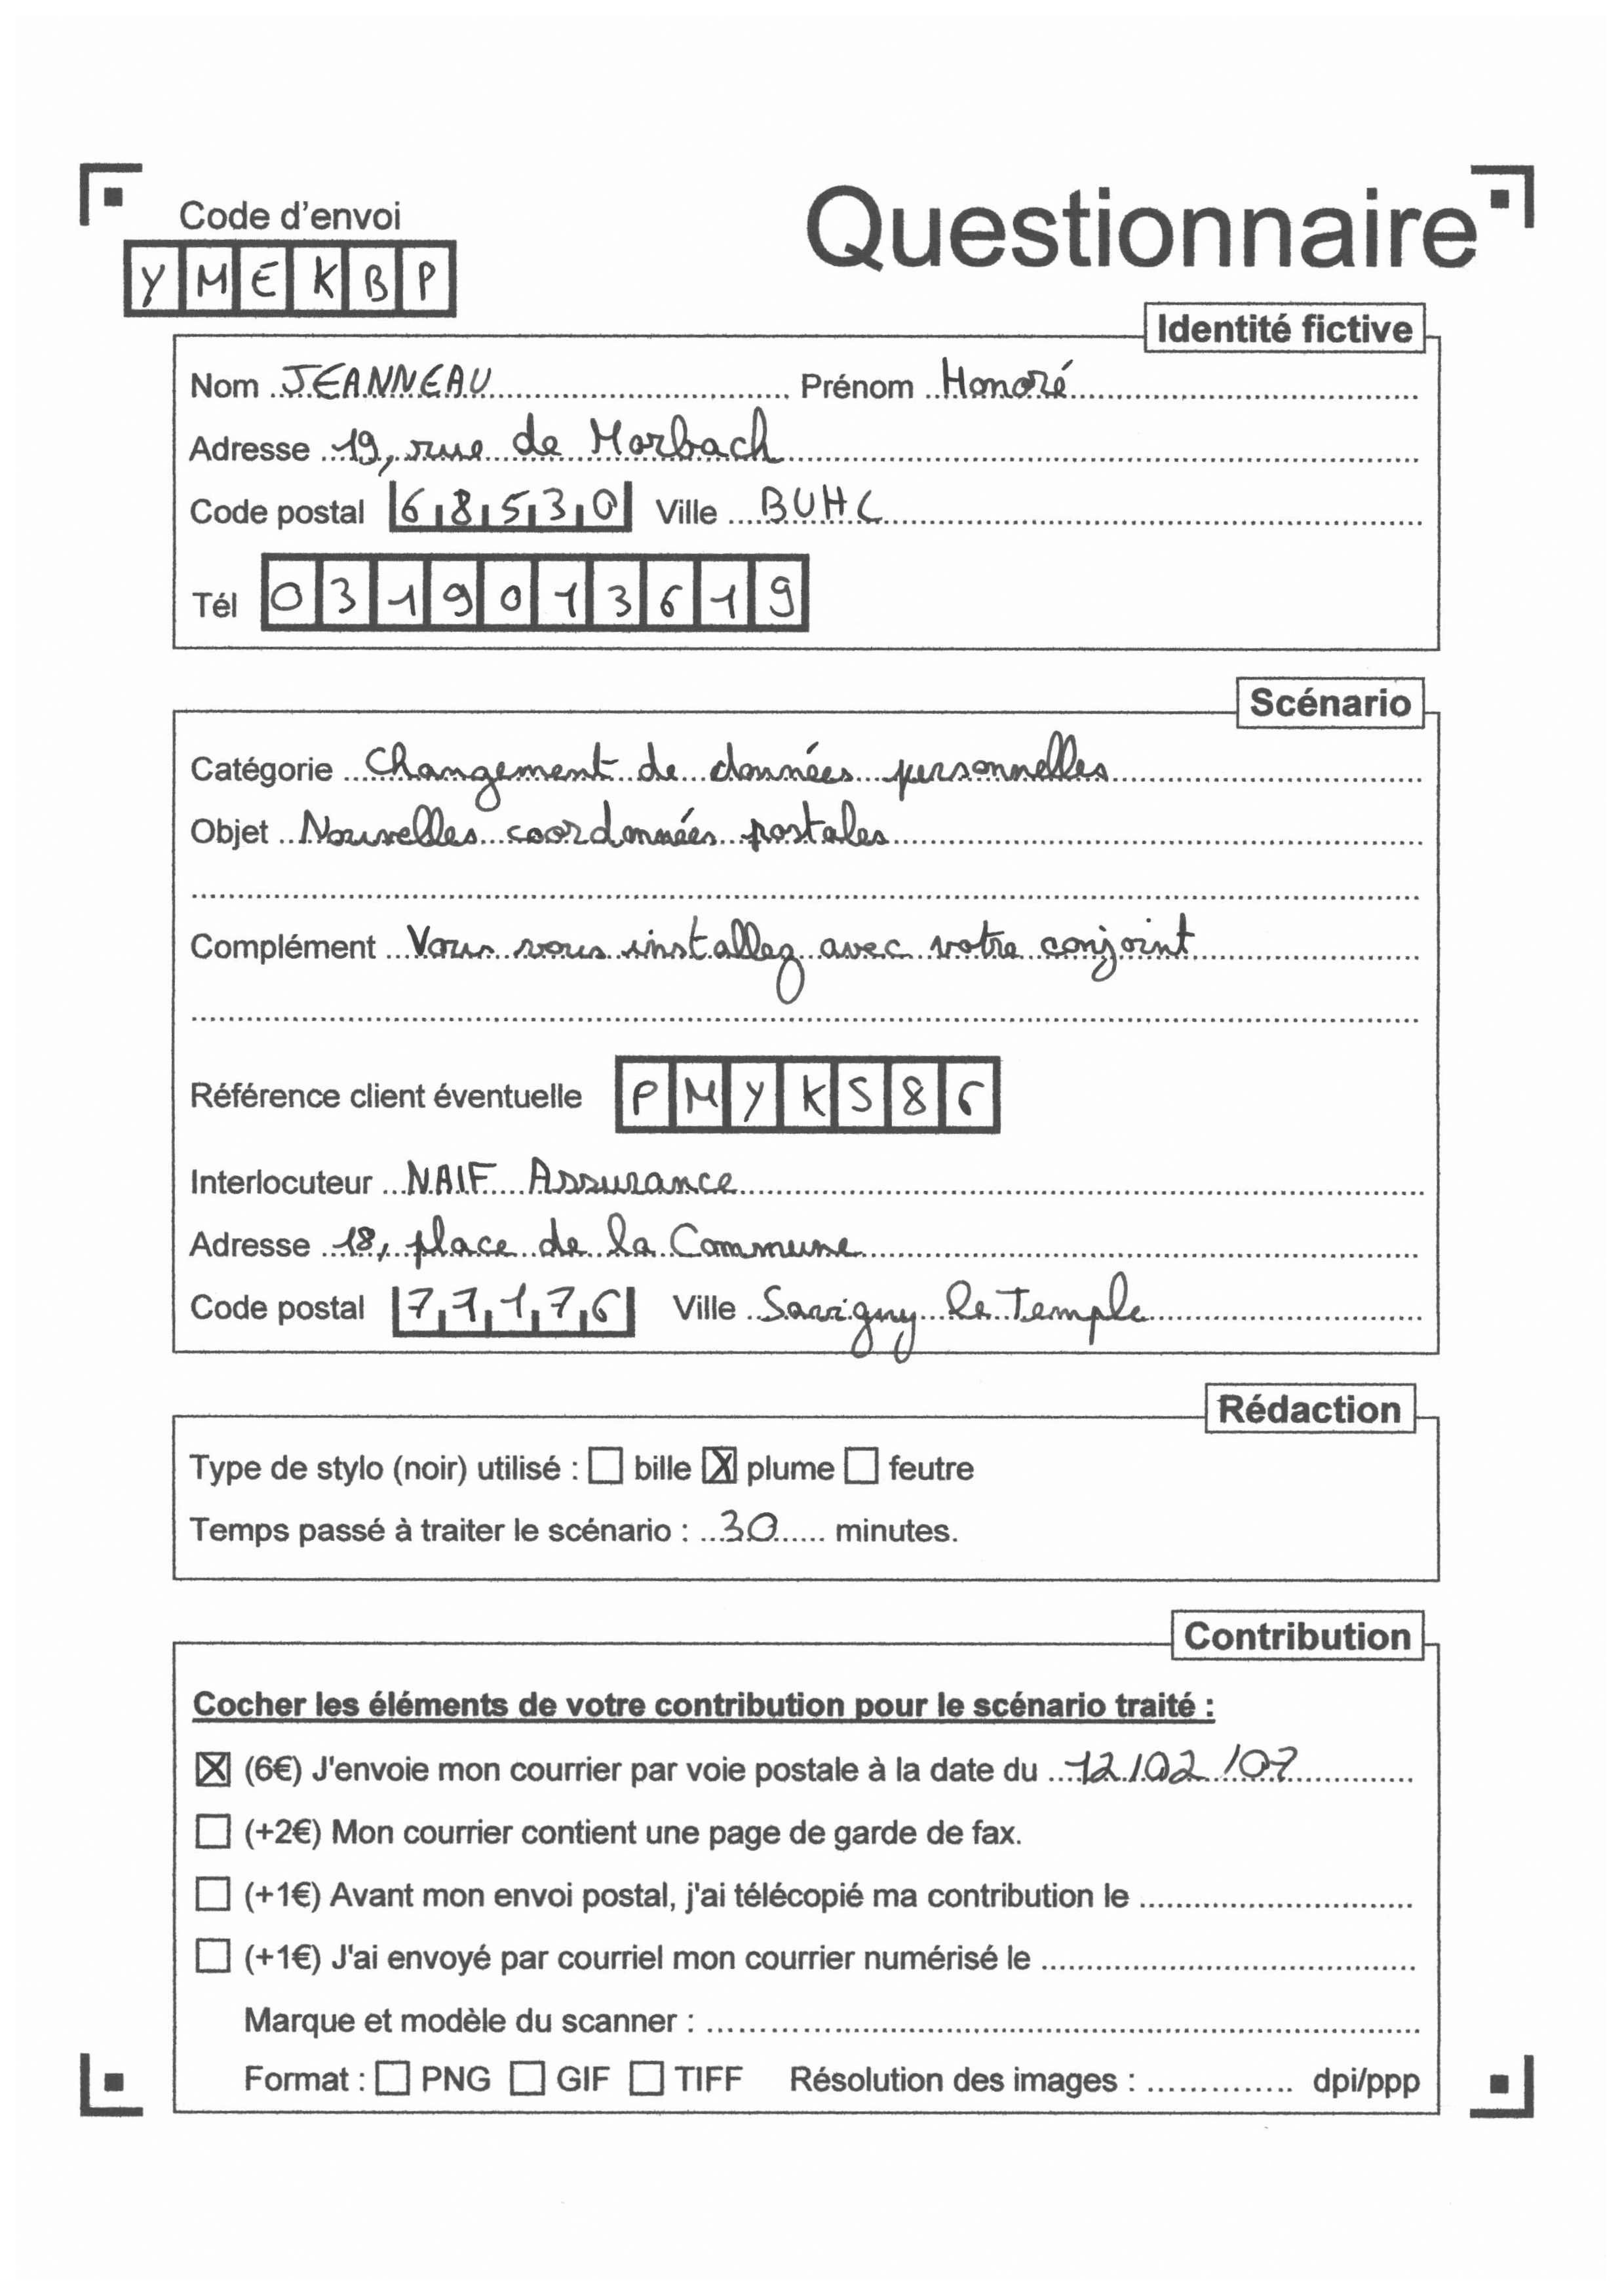 Code d'envoi
YMEKBP
Questionnaire
Identité fictive
Nom JEANNEAU Prénom Honoré
Adresse 19, rue de Morbach
Code postal 68530 Ville BUHL
Tél 0319013619
Scénario
Catégorie Changement de données personnelles
Objet Nouvelles coordonnées postales
Complément Vous vous installez avec votre conjoint
Référence client éventuelle PMYKS86
Interlocuteur NAIF Assurance
Adresse 18, place de la Commune
Code postal 77176 Ville Savigny le Temple
Rédaction
Type de stylo (noir) utilisé : ☐ bille ☒ plume ☐ feutre
Temps passé à traiter le scénario : 30 minutes.
Contribution
Cocher les éléments de votre contribution pour le scénario traité :
☒ (6€) J'envoie mon courrier par voie postale à la date du 12/02/07
☐ (+2€) Mon courrier contient une page de garde de fax.
☐ (+1€) Avant mon envoi postal, j'ai télécopié ma contribution le
☐ (+1€) J'ai envoyé par courriel mon courrier numérisé le
Marque et modèle du scanner :
Format : ☐ PNG ☐ GIF ☐ TIFF Résolution des images : dpi/ppp